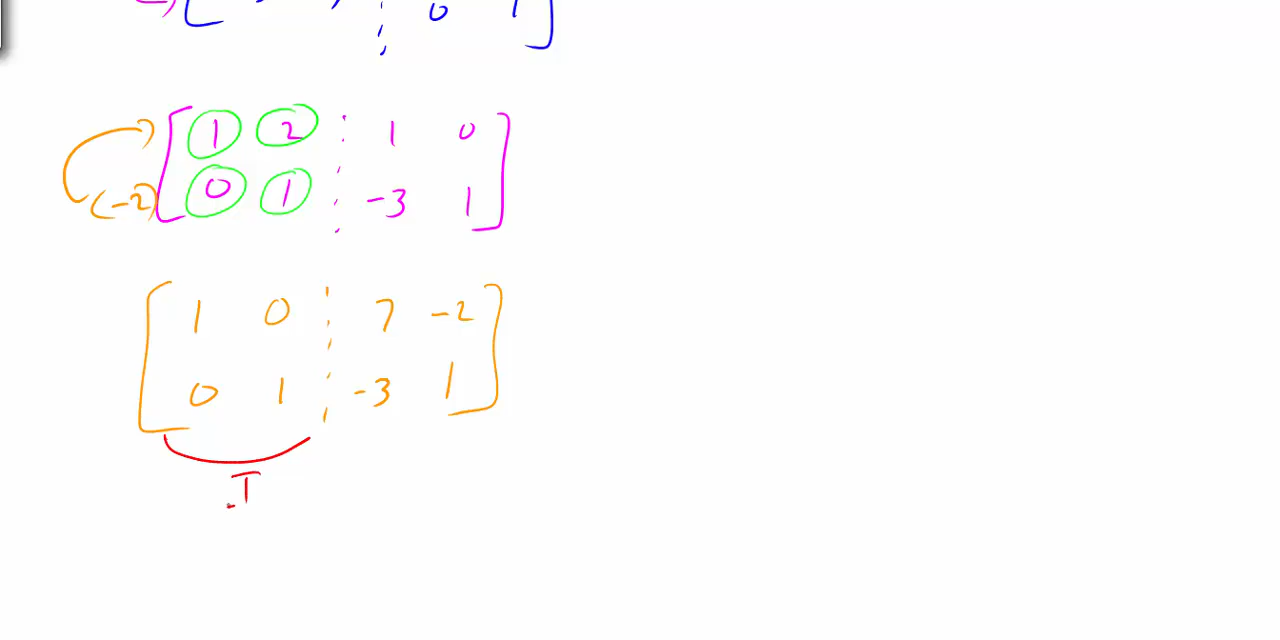 0 1
1 2 1 0
(-2) 0 1 -3 1
1 0 7 -2
0 1 -3 1
I